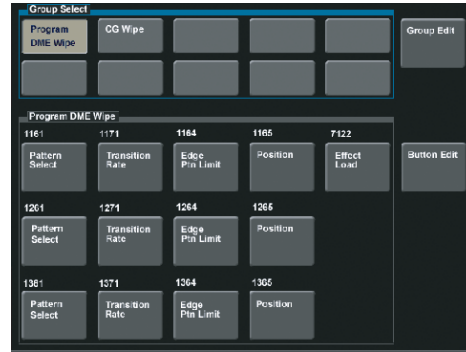 Group Select
Program
DME Wipe
CG Wipe
Group Edit
Program DME Wipe
1161 1171 1164 1165 7122
Pattern
Select
Transition
Rate
Edge
Ptn Limit
Position
Effect
Load
Button Edit
1261 1271 1264 1265
Pattern
Select
Transition
Rate
Edge
Ptn Limit
Position
1361 1371 1364 1365
Pattern
Select
Transition
Rate
Edge
Ptn Limit
Position